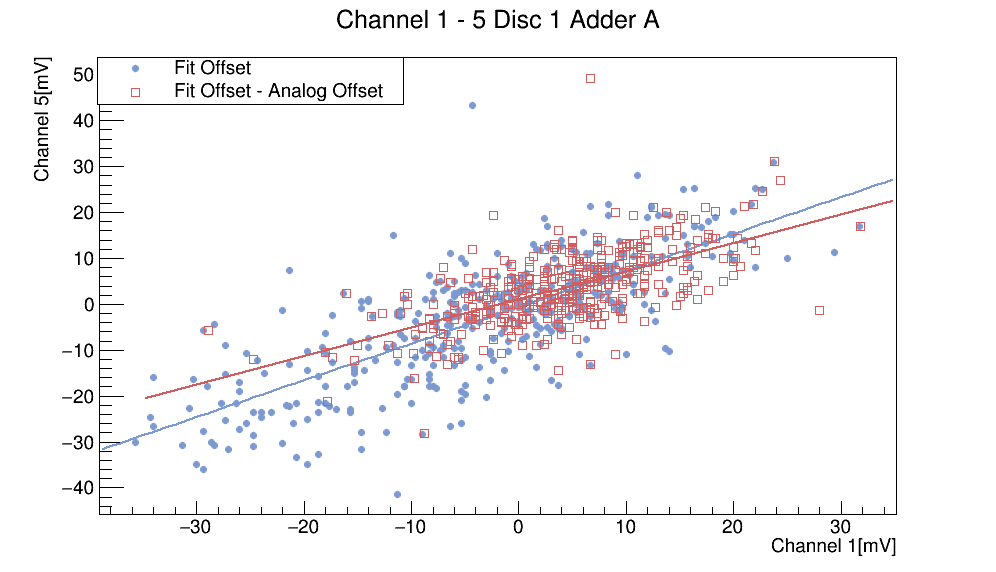 Channel 1 - 5 Disc 1 Adder A
Channel 5[mV]
Fit Offset
Fit Offset - Analog Offset
50
40
30
20
10
0
−10
−20
−30
−40
−30 −20 −10 0 10 20 30
Channel 1[mV]